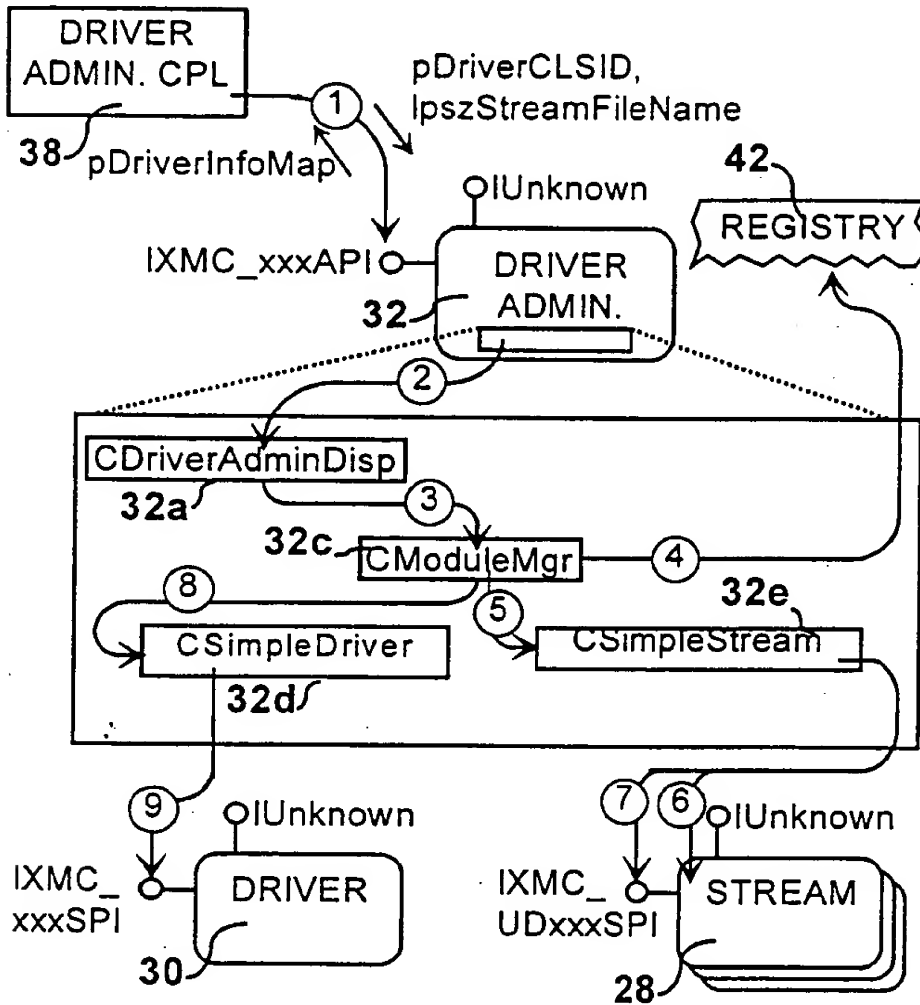 DRIVER
ADMIN. CPL
38
1
pDriverCLSID,
lpszStreamFileName
pDriverInfoMap
IUnknown
42
REGISTRY
IXMC_xxxAPI
DRIVER
ADMIN.
32
2
CDriverAdminDisp
32a
3
32c
CModuleMgr
4
8
5
32e
CSimpleDriver
CSimpleStream
32d
9
7
6
IUnknown
IUnknown
IXMC_
xxxSPI
DRIVER
30
IXMC_
UDxxxSPI
STREAM
28